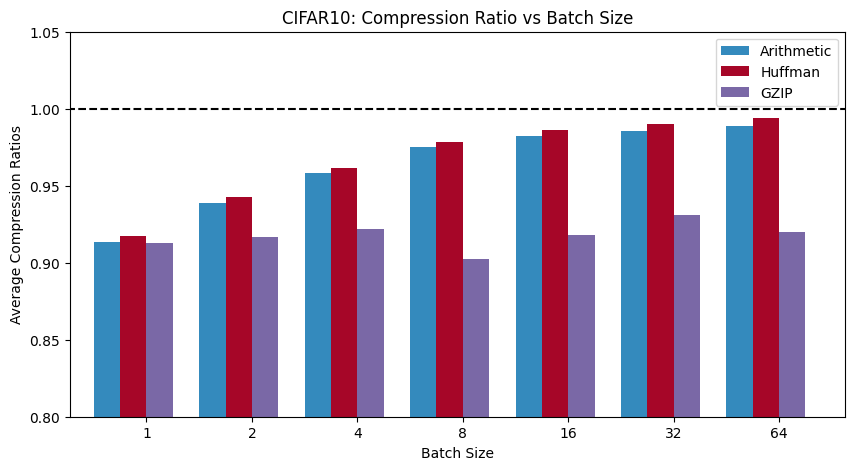 CIFAR10: Compression Ratio vs Batch Size
1.05
1.00
0.95
0.90
0.85
0.80
Average Compression Ratios
Arithmetic
Huffman
GZIP
1 2 4 8 16 32 64
Batch Size